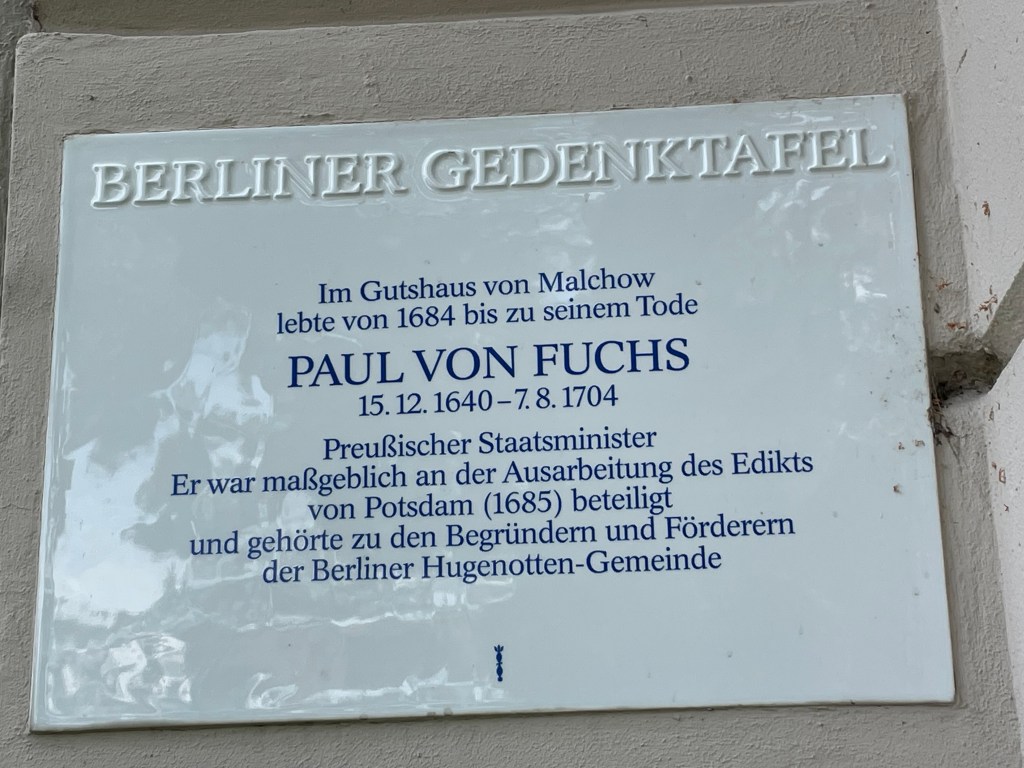 BERLINER GEDENKTAFEL
Im Gutshaus von Malchow
lebte von 1684 bis zu seinem Tode
PAUL VON FUCHS
15. 12. 1640 – 7. 8. 1704
Preußischer Staatsminister
Er war maßgeblich an der Ausarbeitung des Edikts
von Potsdam (1685) beteiligt
und gehörte zu den Begründern und Förderern
der Berliner Hugenotten-Gemeinde